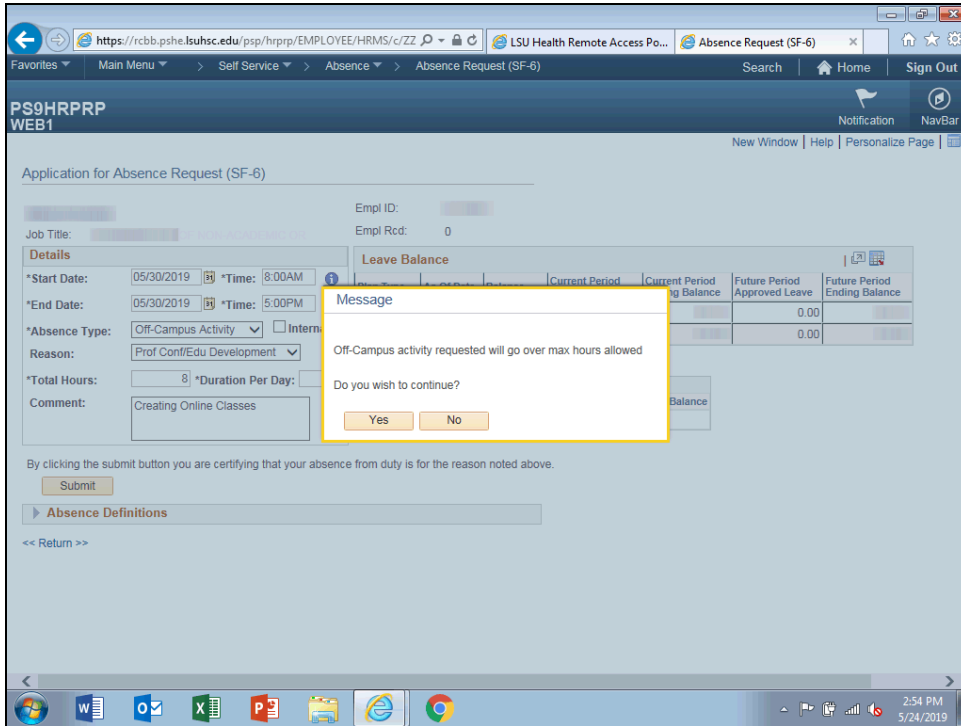 https://rcbb.pshe.lsuhsc.edu/psp/hrprp/EMPLOYEE/HRMS/c/ZZ
LSU Health Remote Access Po...
Absence Request (SF-6)
Favorites
Main Menu > Self Service > Absence > Absence Request (SF-6)
Search
Home
Sign Out
PS9HRPRP
WEB1
Notification
NavBar
New Window | Help | Personalize Page |
Application for Absence Request (SF-6)
Empl ID:
Job Title:
Empl Rcd: 0
Details
*Start Date: 05/30/2019 *Time: 8:00AM
*End Date: 05/30/2019 *Time: 5:00PM
*Absence Type: Off-Campus Activity Interna
Reason: Prof Conf/Edu Development
*Total Hours: 8 *Duration Per Day:
Comment: Creating Online Classes
Leave Balance
Plan Type As Of Date Balance Current Period Current Period
ng Balance
Future Period Approved Leave
Future Period Ending Balance
0.00
0.00
Balance
Message
Off-Campus activity requested will go over max hours allowed
Do you wish to continue?
Yes No
By clicking the submit button you are certifying that your absence from duty is for the reason noted above.
Submit
Absence Definitions
<< Return >>
2:54 PM
5/24/2019